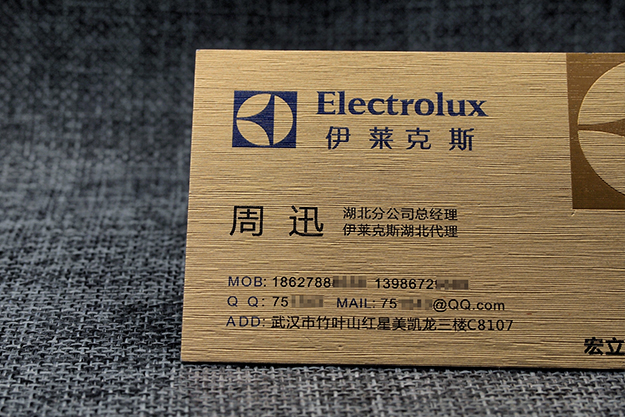 Electrolux
伊莱克斯
周迅
湖北分公司总经理
伊莱克斯湖北代理
MOB: 1862788 1398672
Q Q: 75 MAIL: 75 @QQ.com
ADD: 武汉市竹叶山红星美凯龙三楼C8107
宏立